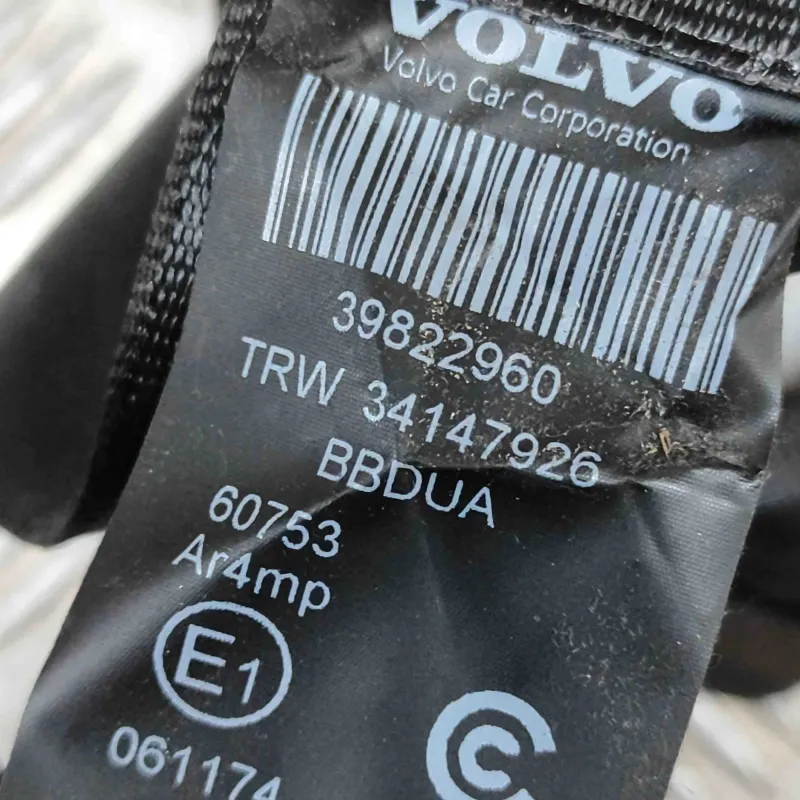 VOLVO
Volvo Car Corporation
39822960
TRW 34147926
BBDUA
60753
Ar4mp
E1
061174